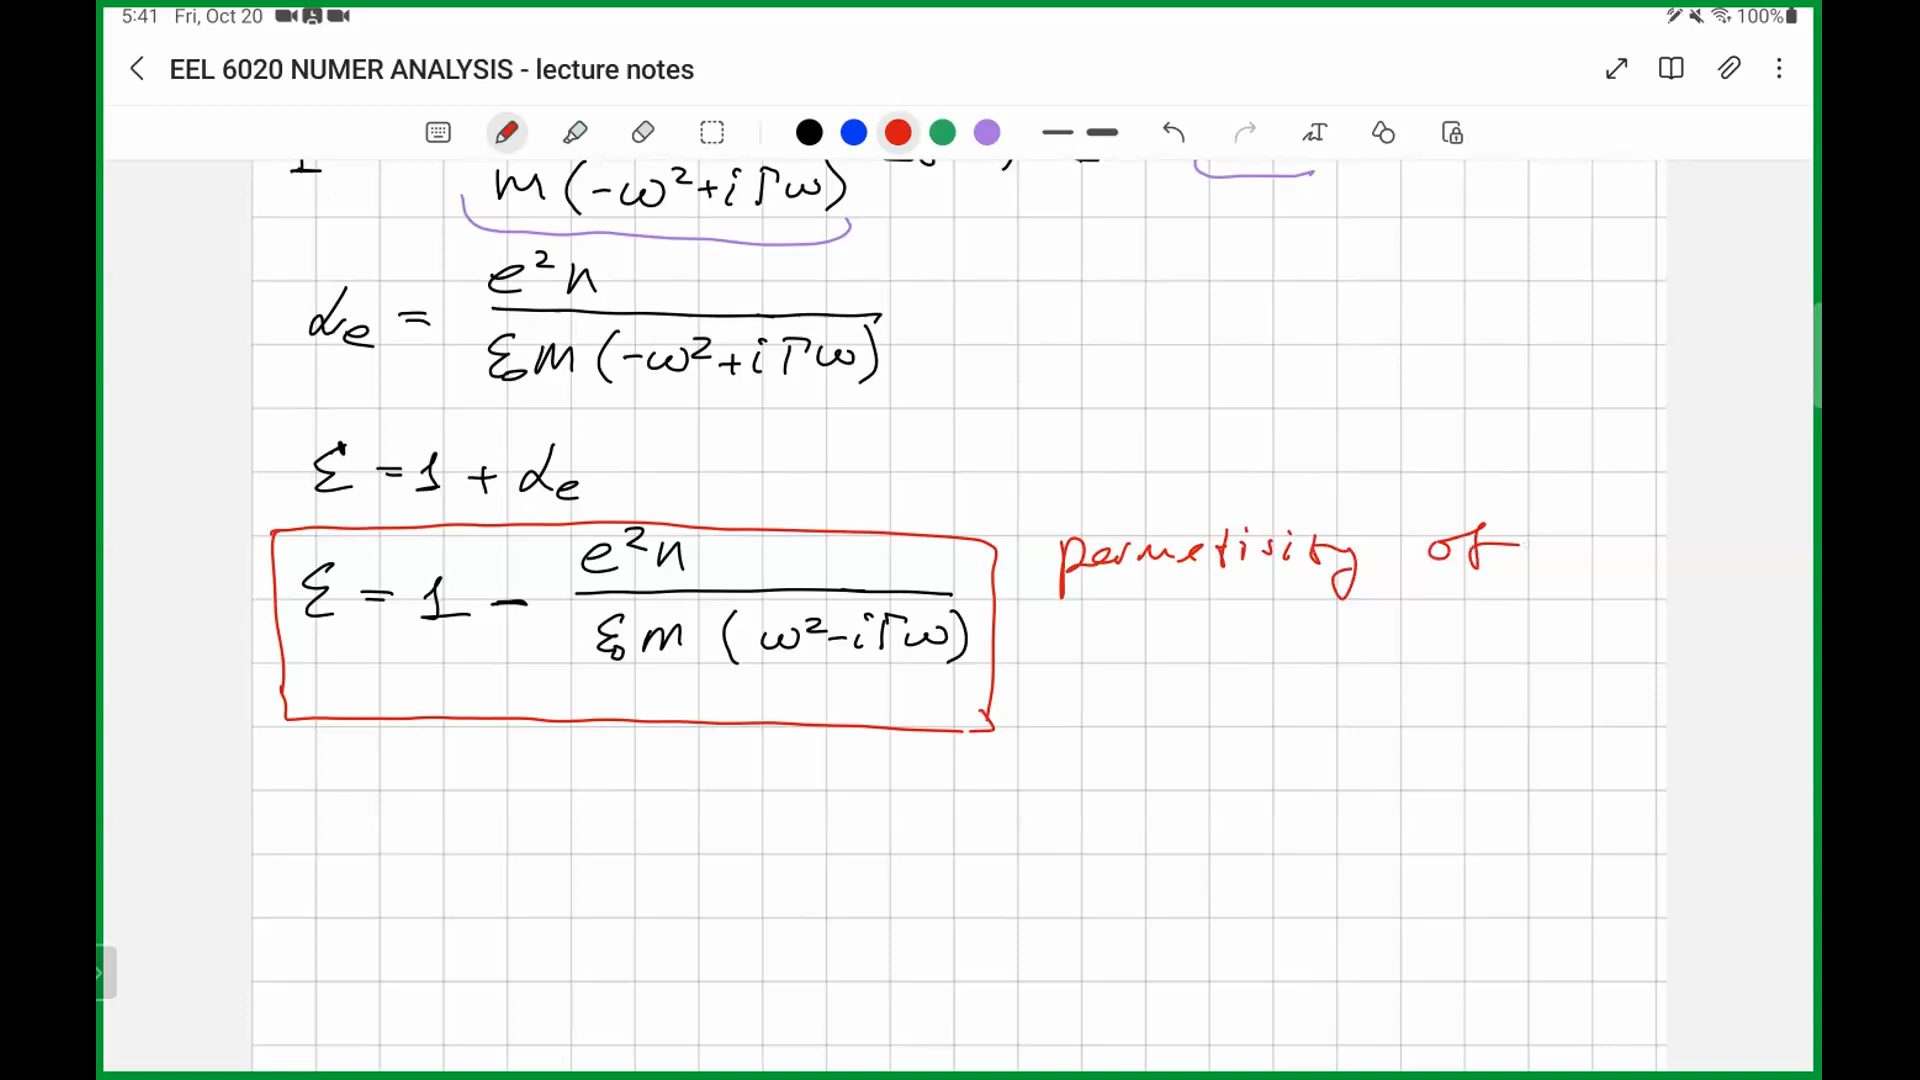 5:41 Fri, Oct 20 100%
EEL 6020 NUMER ANALYSIS - lecture notes
m (-ω²+iΓω)
αe = e²n / ε₀m (-ω²+iΓω)
ε = 1 + αe
ε = 1 - e²n / ε₀m (ω²-iΓω)
permetisity of